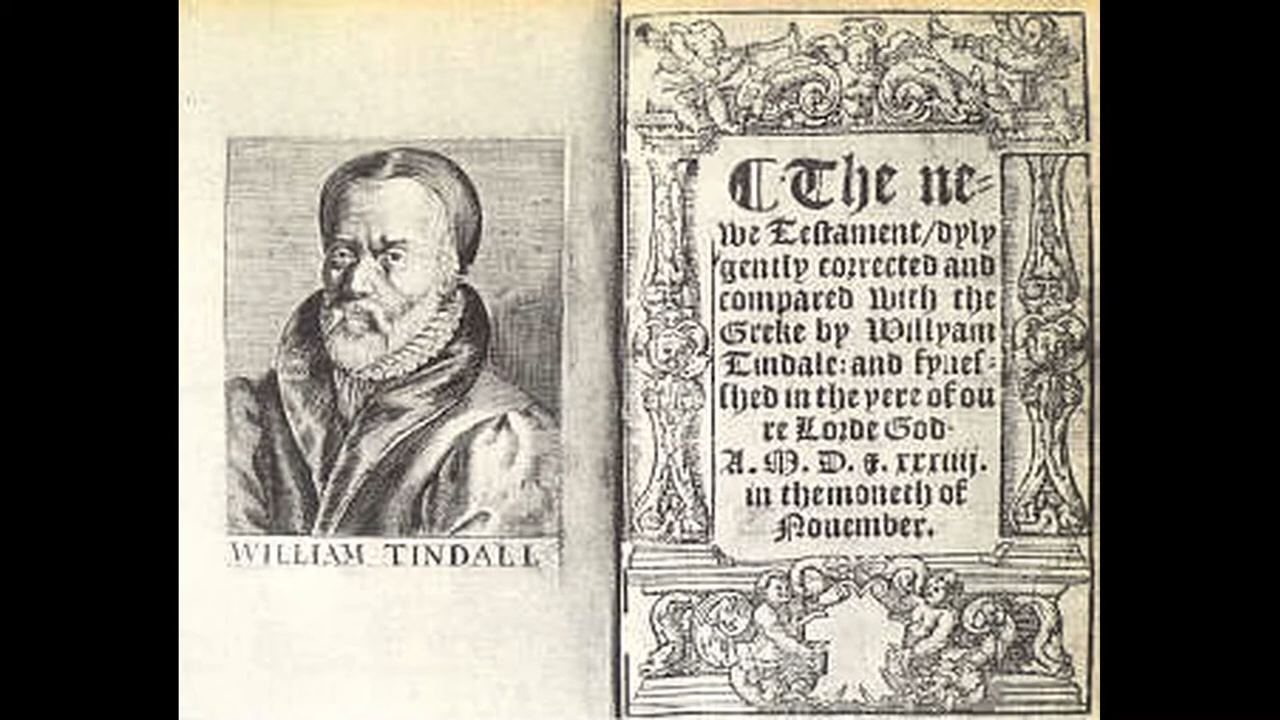 WILLIAM TINDALL
¶ The ne=
we Testament/dyly
gently corrected and
compared with the
Greke by Willyam
Tindale: and fynes=
shed in the yere of ou
re Lorde God.
A. M. D. &. xxxiiij.
in the moneth of
Nouember.